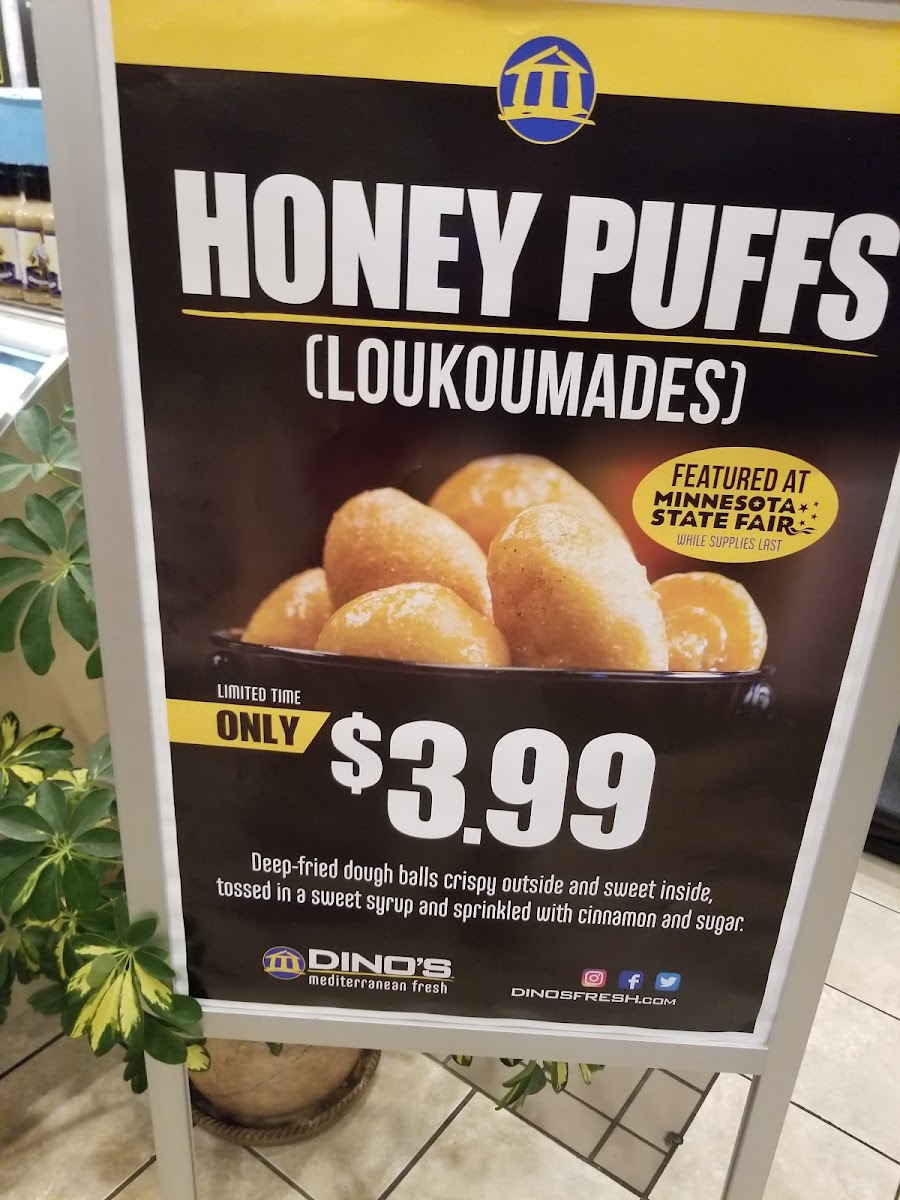 HONEY PUFFS
(LOUKOUMADES)
FEATURED AT
MINNESOTA
STATE FAIR
WHILE SUPPLIES LAST
LIMITED TIME
ONLY
$3.99
Deep-fried dough balls crispy outside and sweet inside,
tossed in a sweet syrup and sprinkled with cinnamon and sugar.
DINO'S
mediterranean fresh
DINOSFRESH.COM